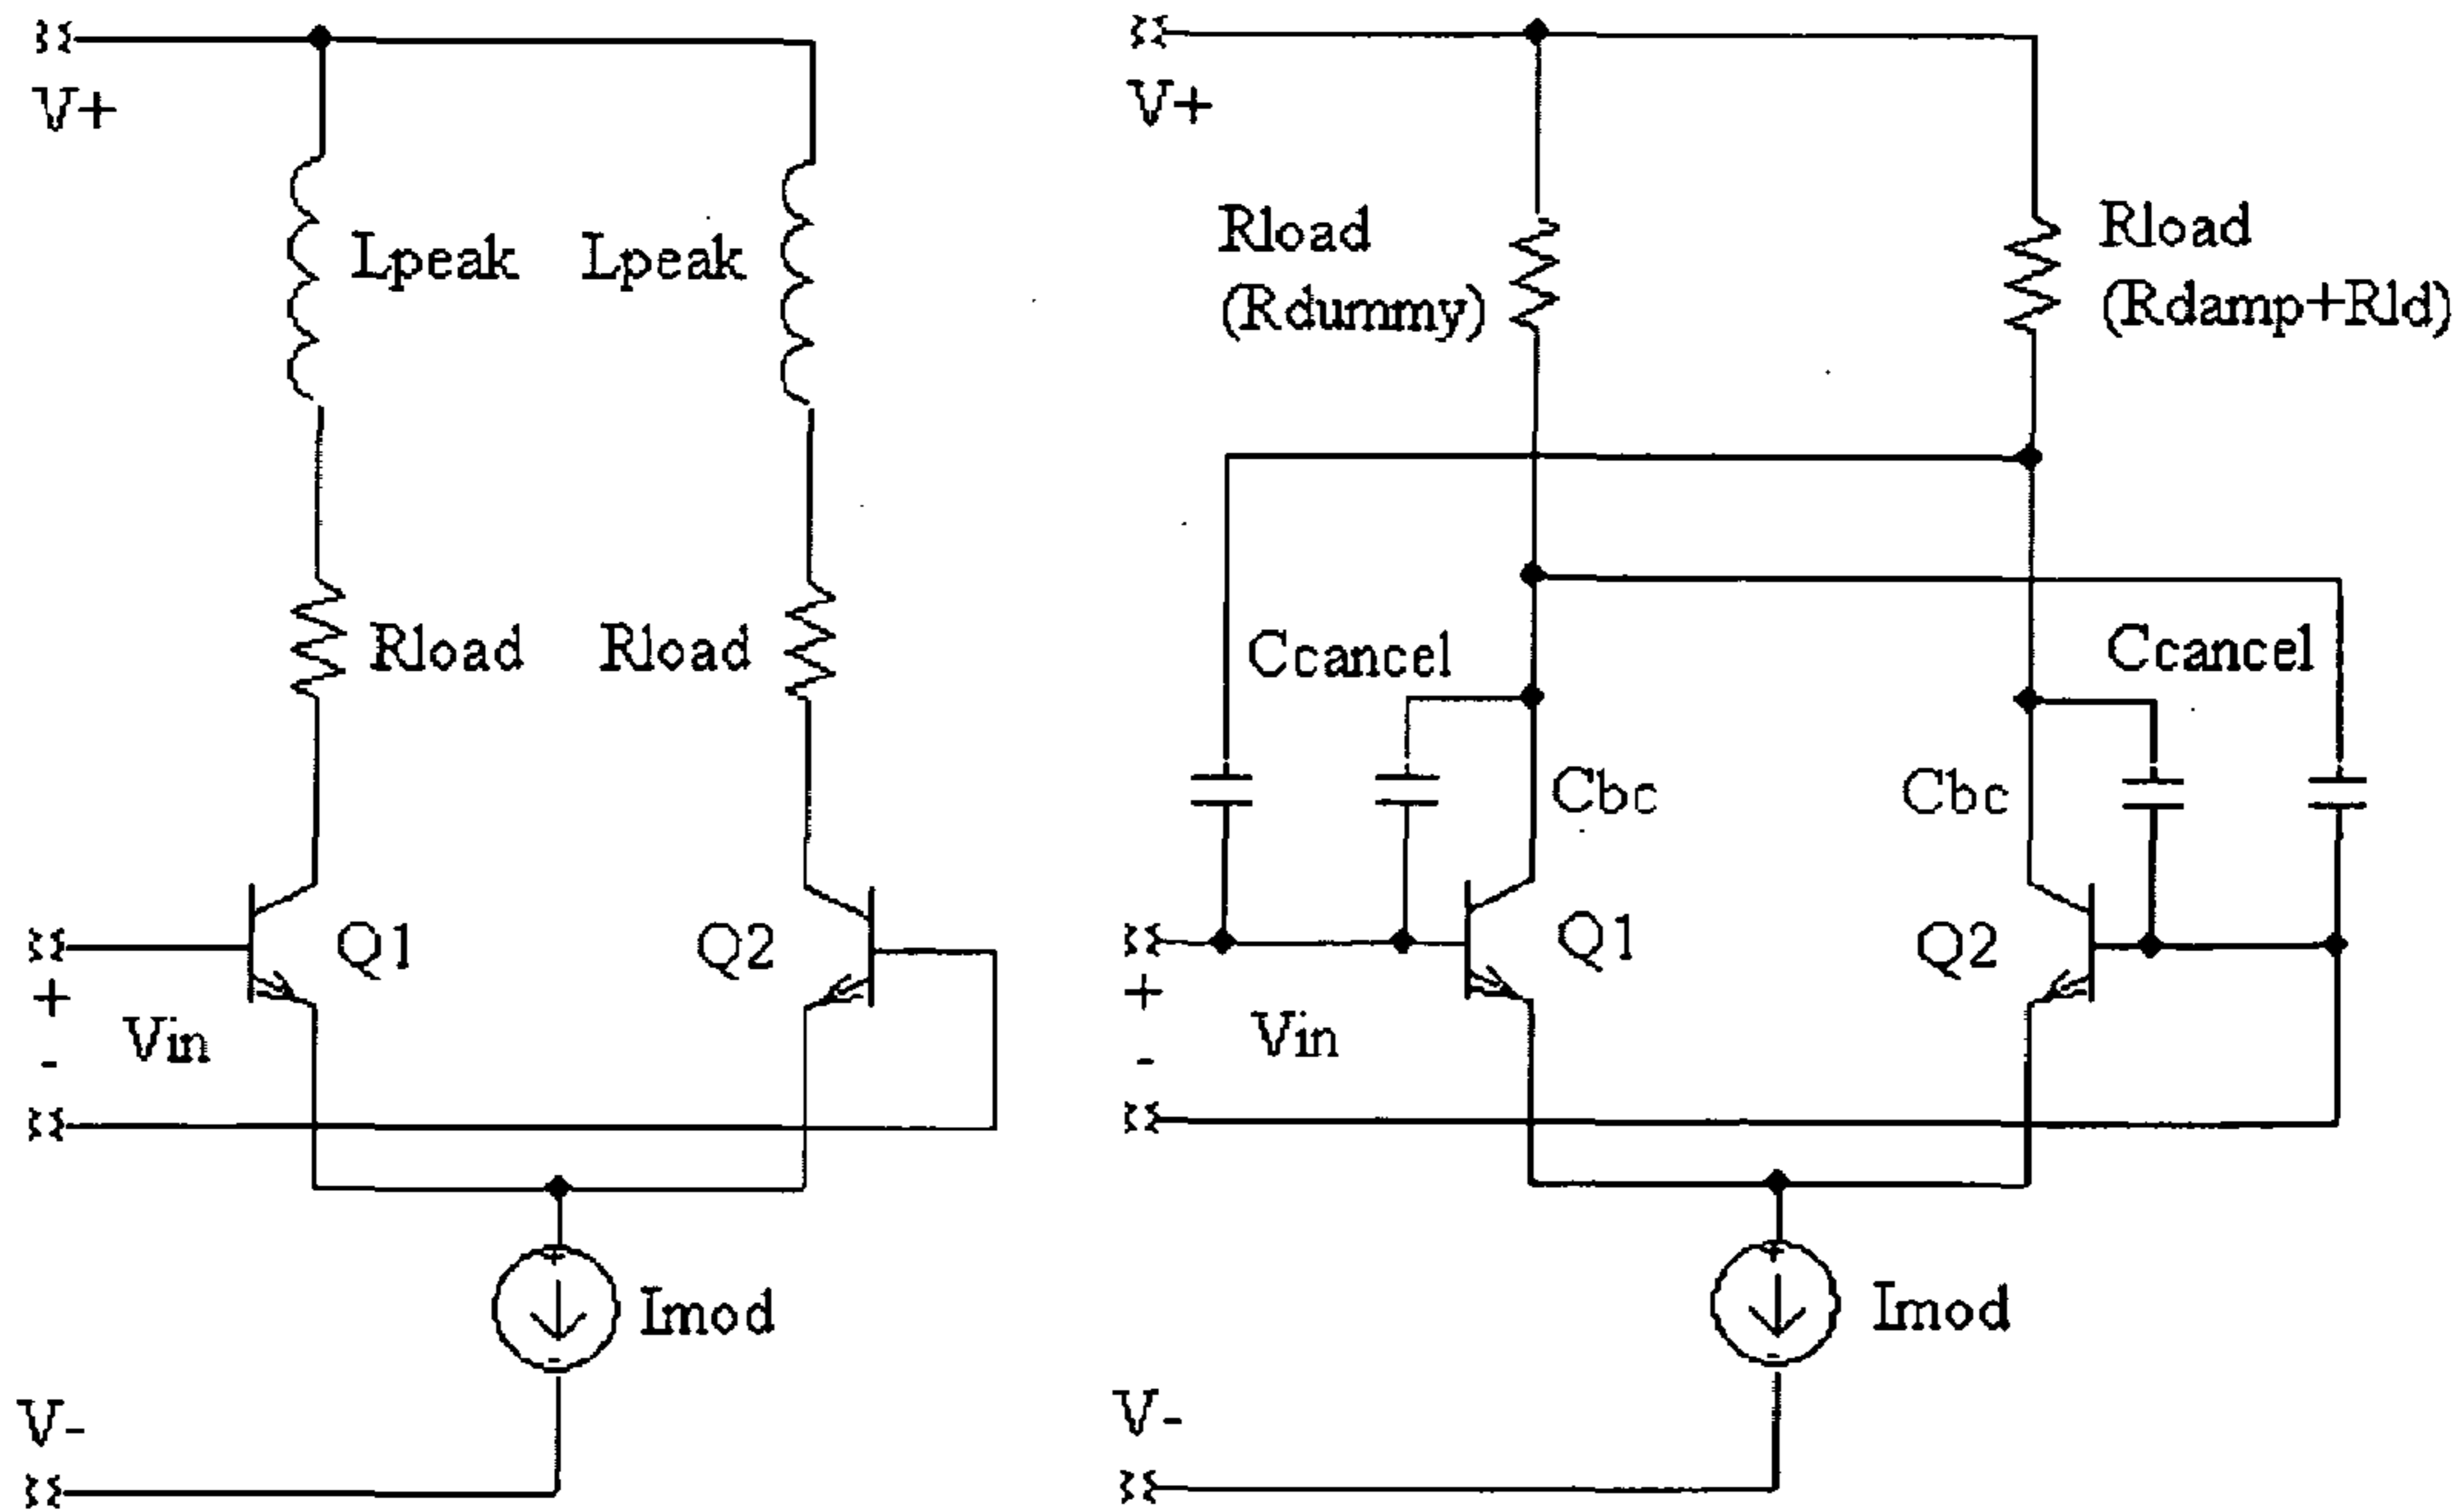 V+
Lpeak
Lpeak
Rload
Rload
Q1
Q2
+
Vin
-
+
-
Imod
V-
V+
Rload
(Rdummy)
Rload
(Rdamp+Rld)
Ccancel
Ccancel
Cbc
Cbc
Q1
Q2
+
Vin
-
+
-
Imod
V-